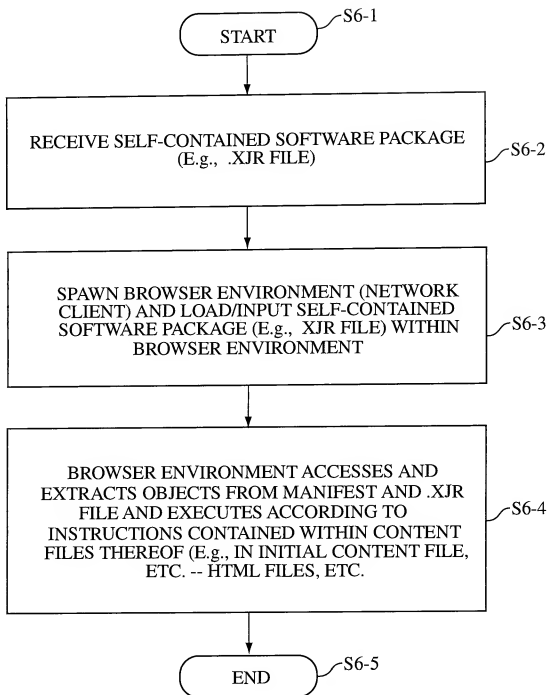 START
S6-1
RECEIVE SELF-CONTAINED SOFTWARE PACKAGE
(E.g., .XJR FILE)
S6-2
SPAWN BROWSER ENVIRONMENT (NETWORK
CLIENT) AND LOAD/INPUT SELF-CONTAINED
SOFTWARE PACKAGE (E.g., XJR FILE) WITHIN
BROWSER ENVIRONMENT
S6-3
BROWSER ENVIRONMENT ACCESSES AND
EXTRACTS OBJECTS FROM MANIFEST AND .XJR
FILE AND EXECUTES ACCORDING TO
INSTRUCTIONS CONTAINED WITHIN CONTENT
FILES THEREOF (E.g., IN INITIAL CONTENT FILE,
ETC. -- HTML FILES, ETC.
S6-4
END
S6-5